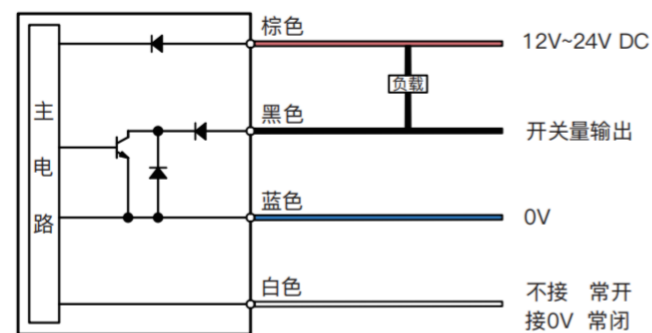 主电路
棕色
12V~24V DC
负载
黑色
开关量输出
蓝色
0V
白色
不接 常开
接0V 常闭